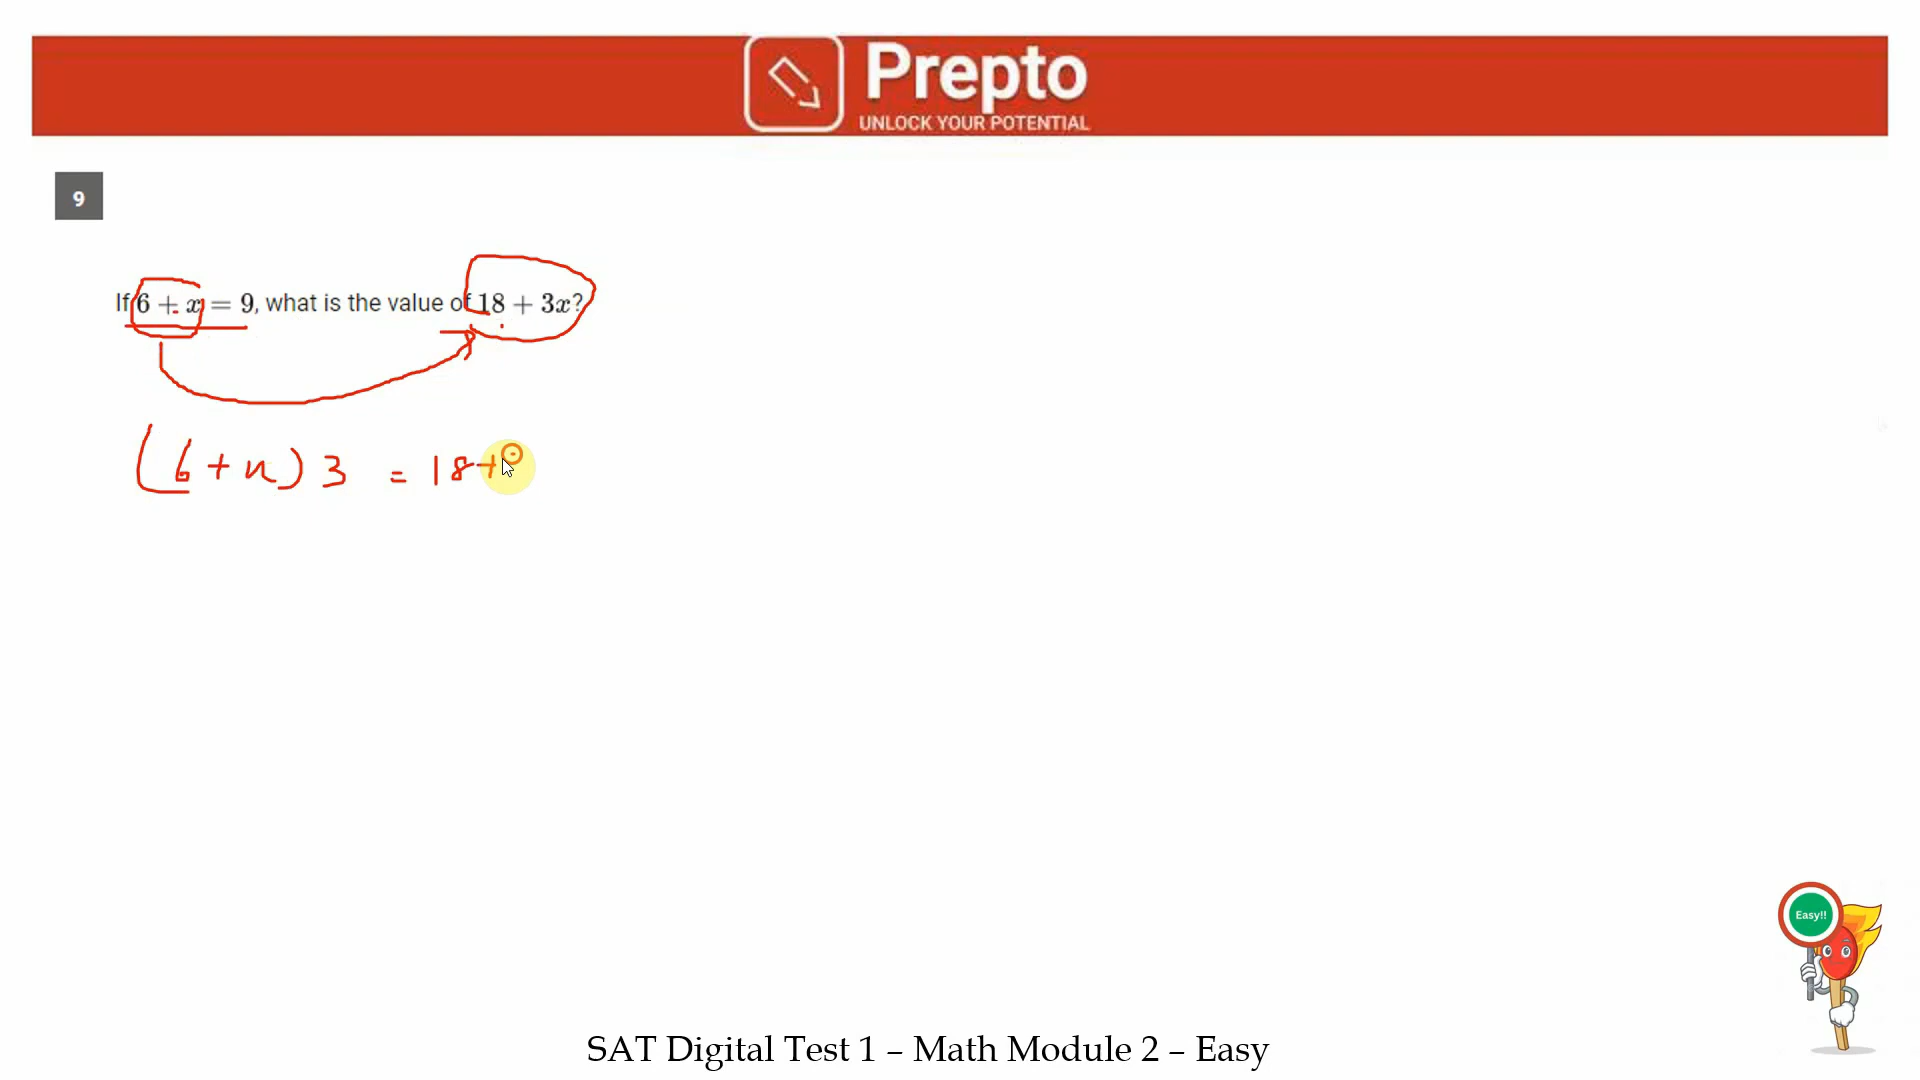 Prepto
UNLOCK YOUR POTENTIAL
9
If 6 + x = 9, what is the value of 18 + 3x?
(6+x)3 = 18+
Easy!!
SAT Digital Test 1 – Math Module 2 – Easy